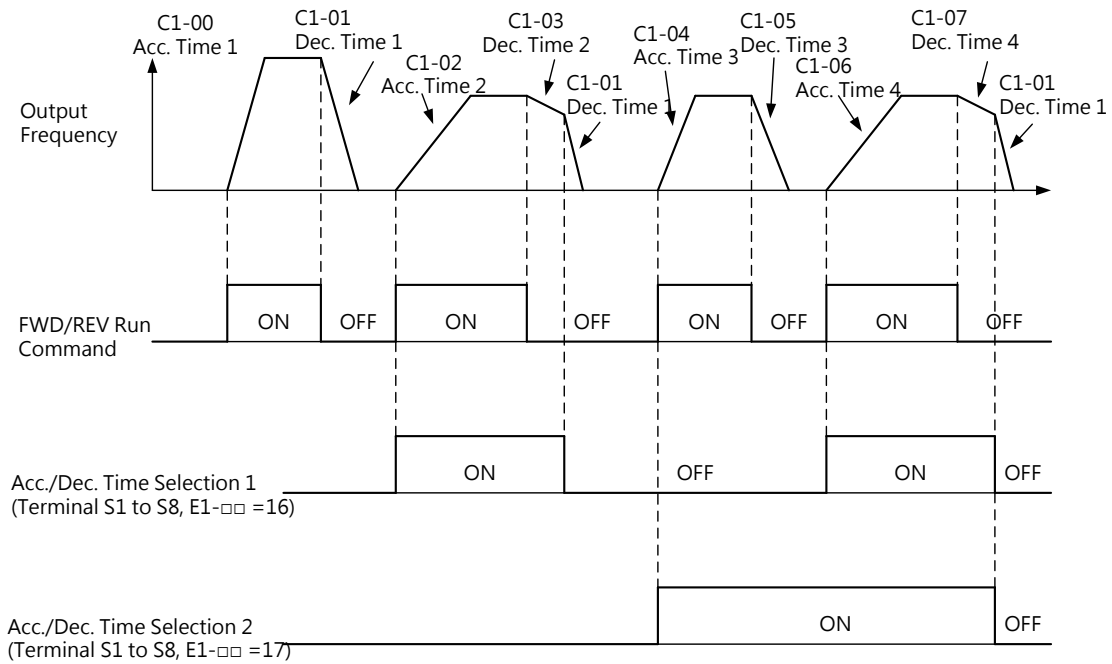 C1-00
Acc. Time 1
C1-01
Dec. Time 1
C1-02
Acc. Time 2
C1-03
Dec. Time 2
C1-01
Dec. Time 1
C1-04
Acc. Time 3
C1-05
Dec. Time 3
C1-06
Acc. Time 4
C1-07
Dec. Time 4
C1-01
Dec. Time 1
Output
Frequency
FWD/REV Run
Command
ON
OFF
ON
OFF
ON
OFF
ON
OFF
Acc./Dec. Time Selection 1
(Terminal S1 to S8, E1-□□ =16)
ON
OFF
ON
OFF
Acc./Dec. Time Selection 2
(Terminal S1 to S8, E1-□□ =17)
ON
OFF